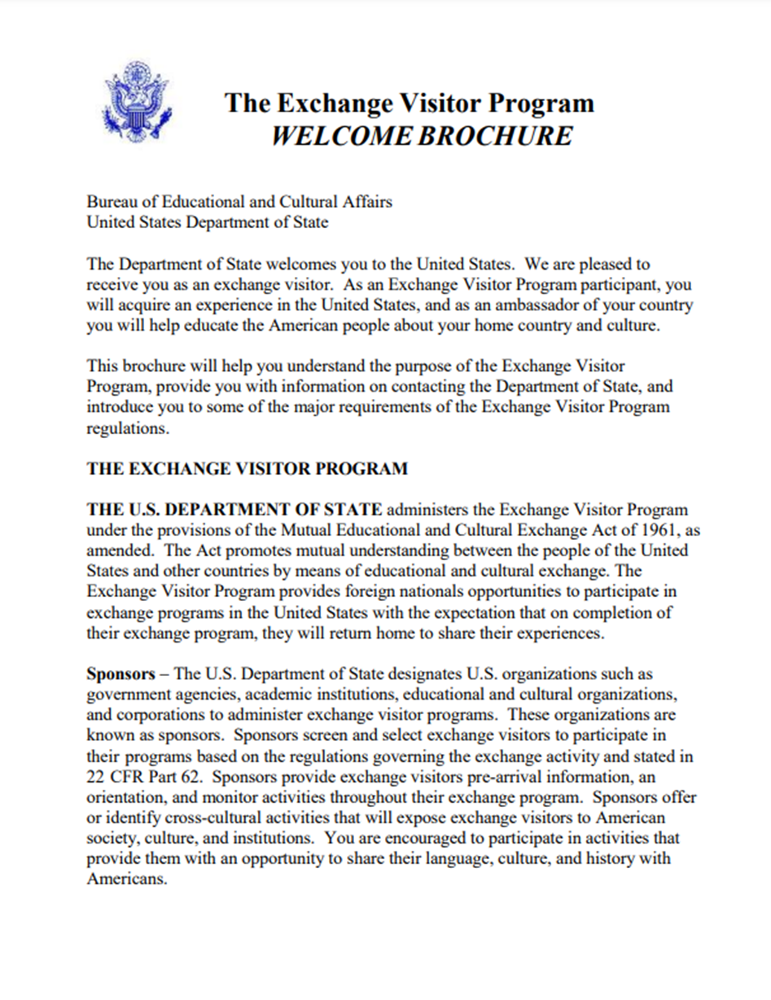 The Exchange Visitor Program
WELCOME BROCHURE
Bureau of Educational and Cultural Affairs
United States Department of State
The Department of State welcomes you to the United States.  We are pleased to
receive you as an exchange visitor.  As an Exchange Visitor Program participant, you
will acquire an experience in the United States, and as an ambassador of your country
you will help educate the American people about your home country and culture.
This brochure will help you understand the purpose of the Exchange Visitor
Program, provide you with information on contacting the Department of State, and
introduce you to some of the major requirements of the Exchange Visitor Program
regulations.
THE EXCHANGE VISITOR PROGRAM
THE U.S. DEPARTMENT OF STATE administers the Exchange Visitor Program
under the provisions of the Mutual Educational and Cultural Exchange Act of 1961, as
amended.  The Act promotes mutual understanding between the people of the United
States and other countries by means of educational and cultural exchange. The
Exchange Visitor Program provides foreign nationals opportunities to participate in
exchange programs in the United States with the expectation that on completion of
their exchange program, they will return home to share their experiences.
Sponsors – The U.S. Department of State designates U.S. organizations such as
government agencies, academic institutions, educational and cultural organizations,
and corporations to administer exchange visitor programs.  These organizations are
known as sponsors.  Sponsors screen and select exchange visitors to participate in
their programs based on the regulations governing the exchange activity and stated in
22 CFR Part 62.  Sponsors provide exchange visitors pre-arrival information, an
orientation, and monitor activities throughout their exchange program.  Sponsors offer
or identify cross-cultural activities that will expose exchange visitors to American
society, culture, and institutions.  You are encouraged to participate in activities that
provide them with an opportunity to share their language, culture, and history with
Americans.